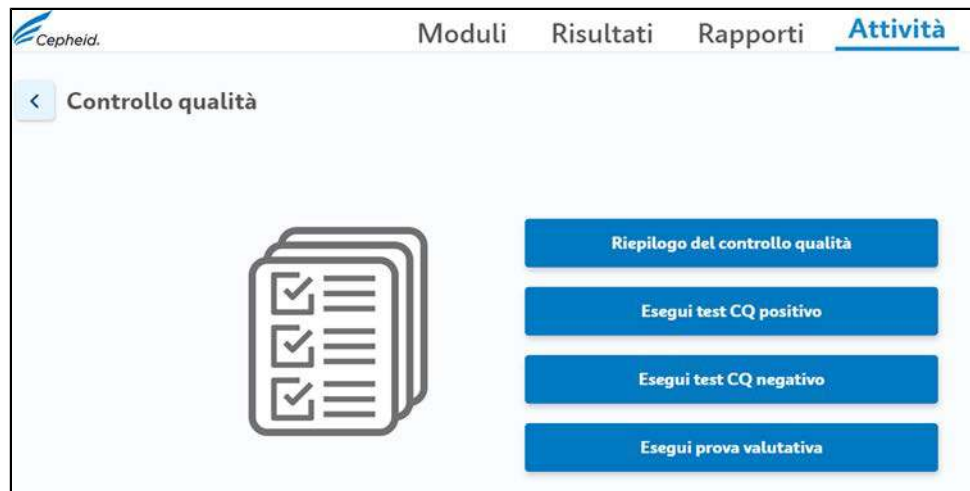 Cepheid.
Moduli Risultati Rapporti Attività
< Controllo qualità
Riepilogo del controllo qualità
Esegui test CQ positivo
Esegui test CQ negativo
Esegui prova valutativa